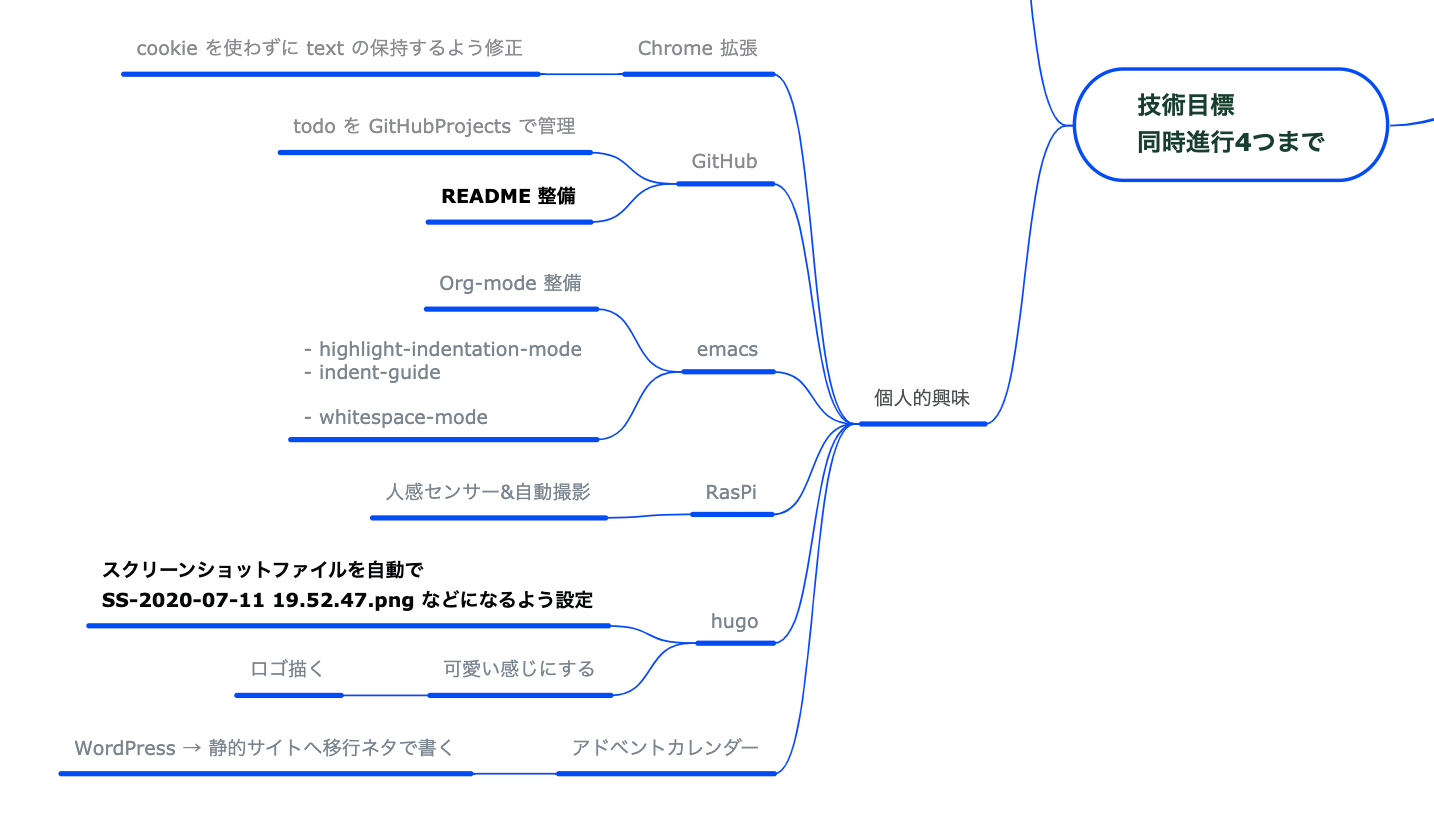 技術目標
同時進行4つまで
個人的興味
Chrome 拡張
cookie を使わずに text の保持するよう修正
GitHub
todo を GitHubProjects で管理
README 整備
emacs
Org-mode 整備
- highlight-indentation-mode
- indent-guide
- whitespace-mode
RasPi
人感センサー&自動撮影
hugo
スクリーンショットファイルを自動で
SS-2020-07-11 19.52.47.png などになるよう設定
可愛い感じにする
ロゴ描く
アドベントカレンダー
WordPress → 静的サイトへ移行ネタで書く